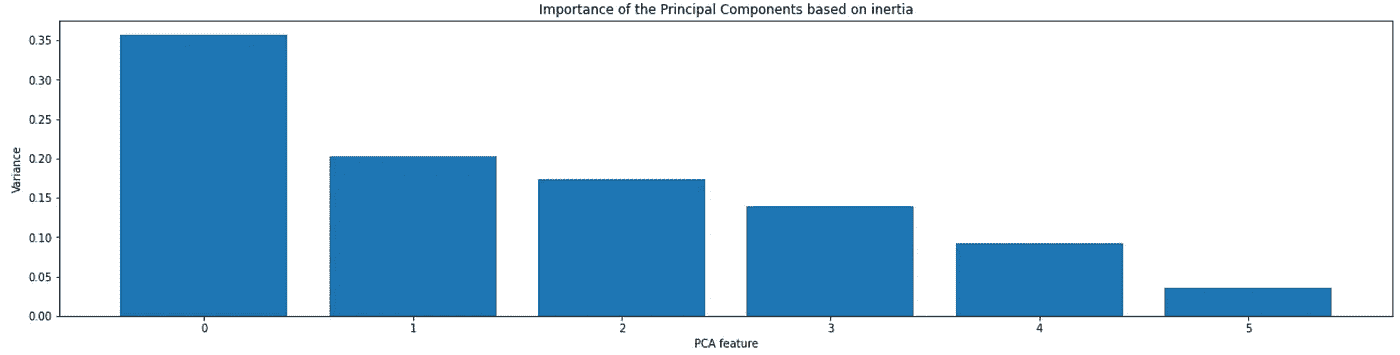 Importance of the Principal Components based on inertia
0.35
0.30
0.25
0.20
0.15
0.10
0.05
0.00
Variance
0 1 2 3 4 5
PCA feature